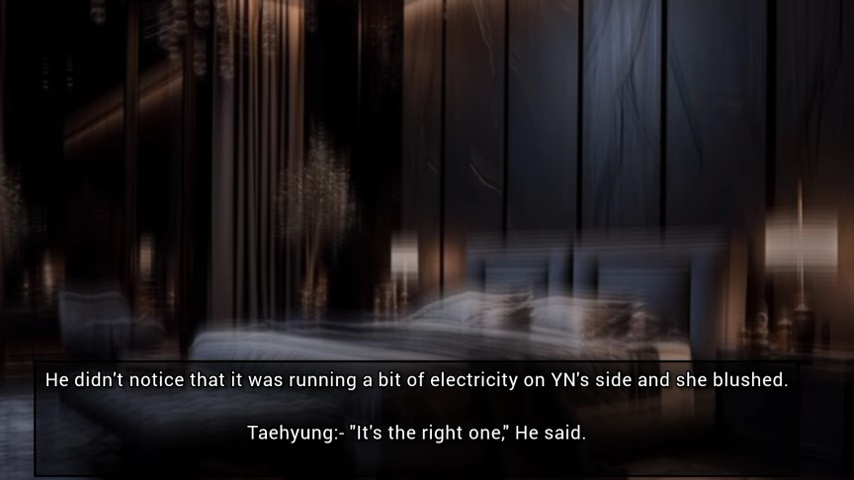 He didn't notice that it was running a bit of electricity on YN's side and she blushed.
Taehyung:- "It's the right one," He said.